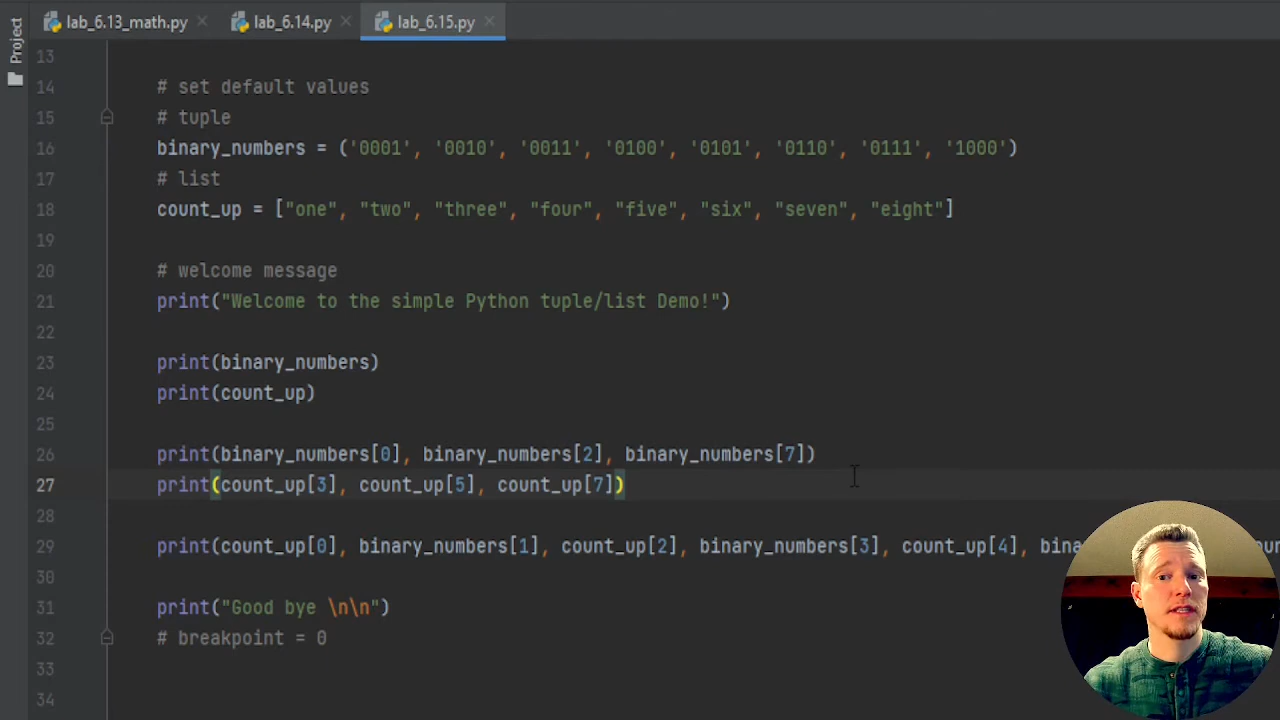 Project
lab_6.13_math.py
lab_6.14.py
lab_6.15.py
13
14 # set default values
15 # tuple
16 binary_numbers = ('0001', '0010', '0011', '0100', '0101', '0110', '0111', '1000')
17 # list
18 count_up = ["one", "two", "three", "four", "five", "six", "seven", "eight"]
19
20 # welcome message
21 print("Welcome to the simple Python tuple/list Demo!")
22
23 print(binary_numbers)
24 print(count_up)
25
26 print(binary_numbers[0], binary_numbers[2], binary_numbers[7])
27 print(count_up[3], count_up[5], count_up[7])
28
29 print(count_up[0], binary_numbers[1], count_up[2], binary_numbers[3], count_up[4],
30
31 print("Good bye \n\n")
32 # breakpoint = 0
33
34